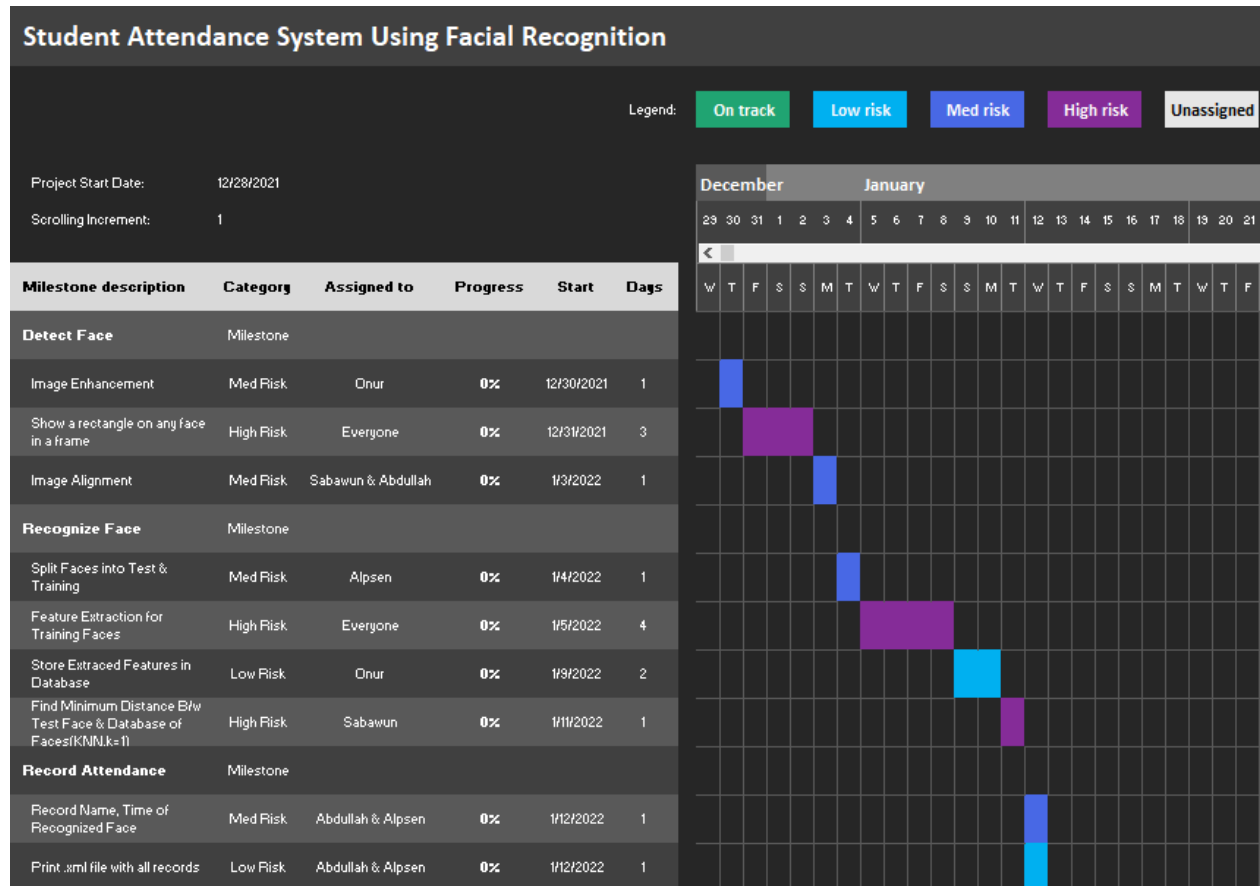 Student Attendance System Using Facial Recognition
Legend: On track Low risk Med risk High risk Unassigned
Project Start Date: 12/28/2021
December January
Scrolling Increment: 1
29 30 31 1 2 3 4 5 6 7 8 9 10 11 12 13 14 15 16 17 18 19 20 21
Milestone description Category Assigned to Progress Start Days
W T F S S M T W T F S S M T W T F S S M T W T F
Detect Face Milestone
Image Enhancement Med Risk Onur 0% 12/30/2021 1
Show a rectangle on any face
in a frame
High Risk Everyone 0% 12/31/2021 3
Image Alignment Med Risk Sabawun & Abdullah 0% 1/3/2022 1
Recognize Face Milestone
Split Faces into Test &
Training
Med Risk Alpsen 0% 1/4/2022 1
Feature Extraction for
Training Faces
High Risk Everyone 0% 1/5/2022 4
Store Extraced Features in
Database
Low Risk Onur 0% 1/9/2022 2
Find Minimum Distance B/w
Test Face & Database of
Faces(KNN,k=1)
High Risk Sabawun 0% 1/11/2022 1
Record Attendance Milestone
Record Name, Time of
Recognized Face
Med Risk Abdullah & Alpsen 0% 1/12/2022 1
Print .xml file with all records Low Risk Abdullah & Alpsen 0% 1/12/2022 1